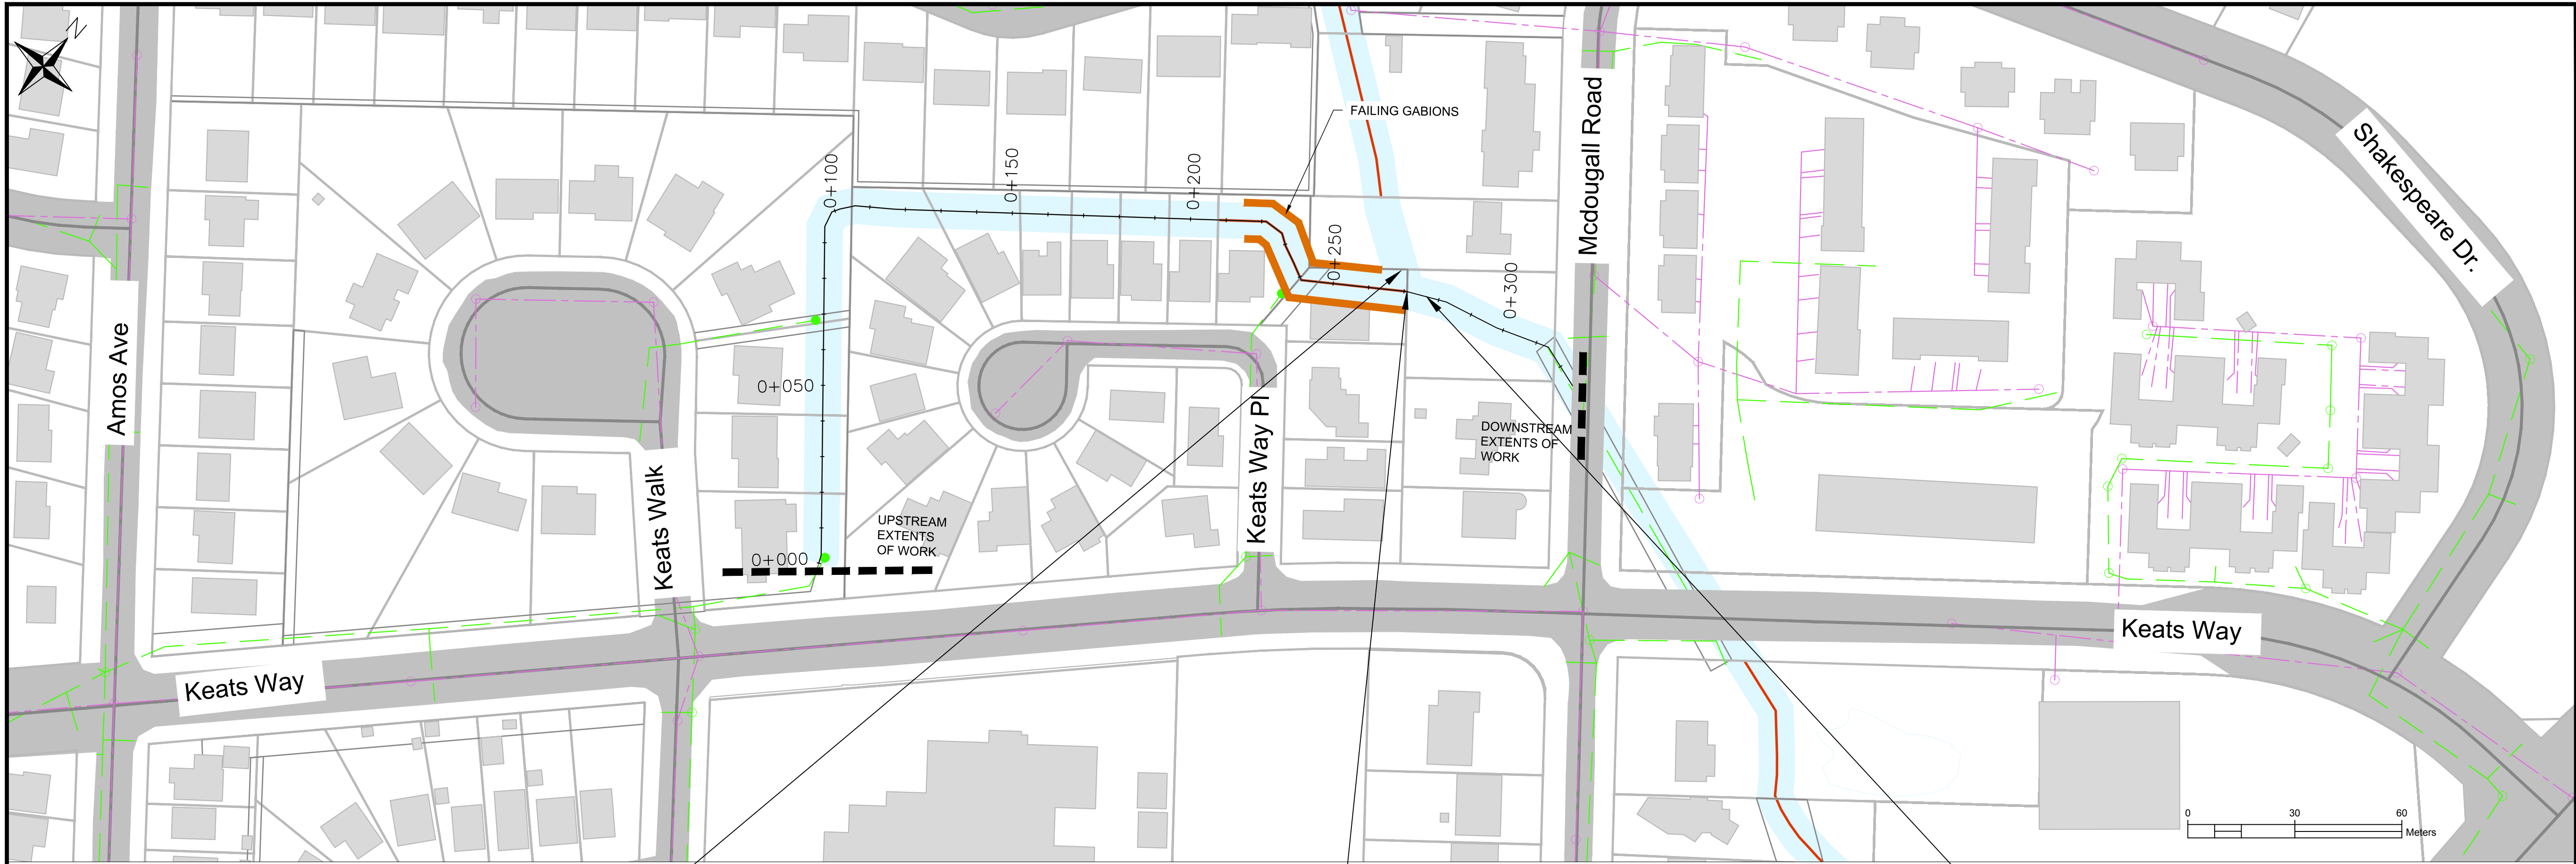 N
FAILING GABIONS
Mcdougall Road
Shakespeare Dr.
0+100
0+150
0+200
0+250
0+300
Amos Ave
0+050
Keats Way Pl
DOWNSTREAM
EXTENTS OF
WORK
Keats Walk
UPSTREAM
EXTENTS
OF WORK
0+000
Keats Way
Keats Way
0
30
60
Meters